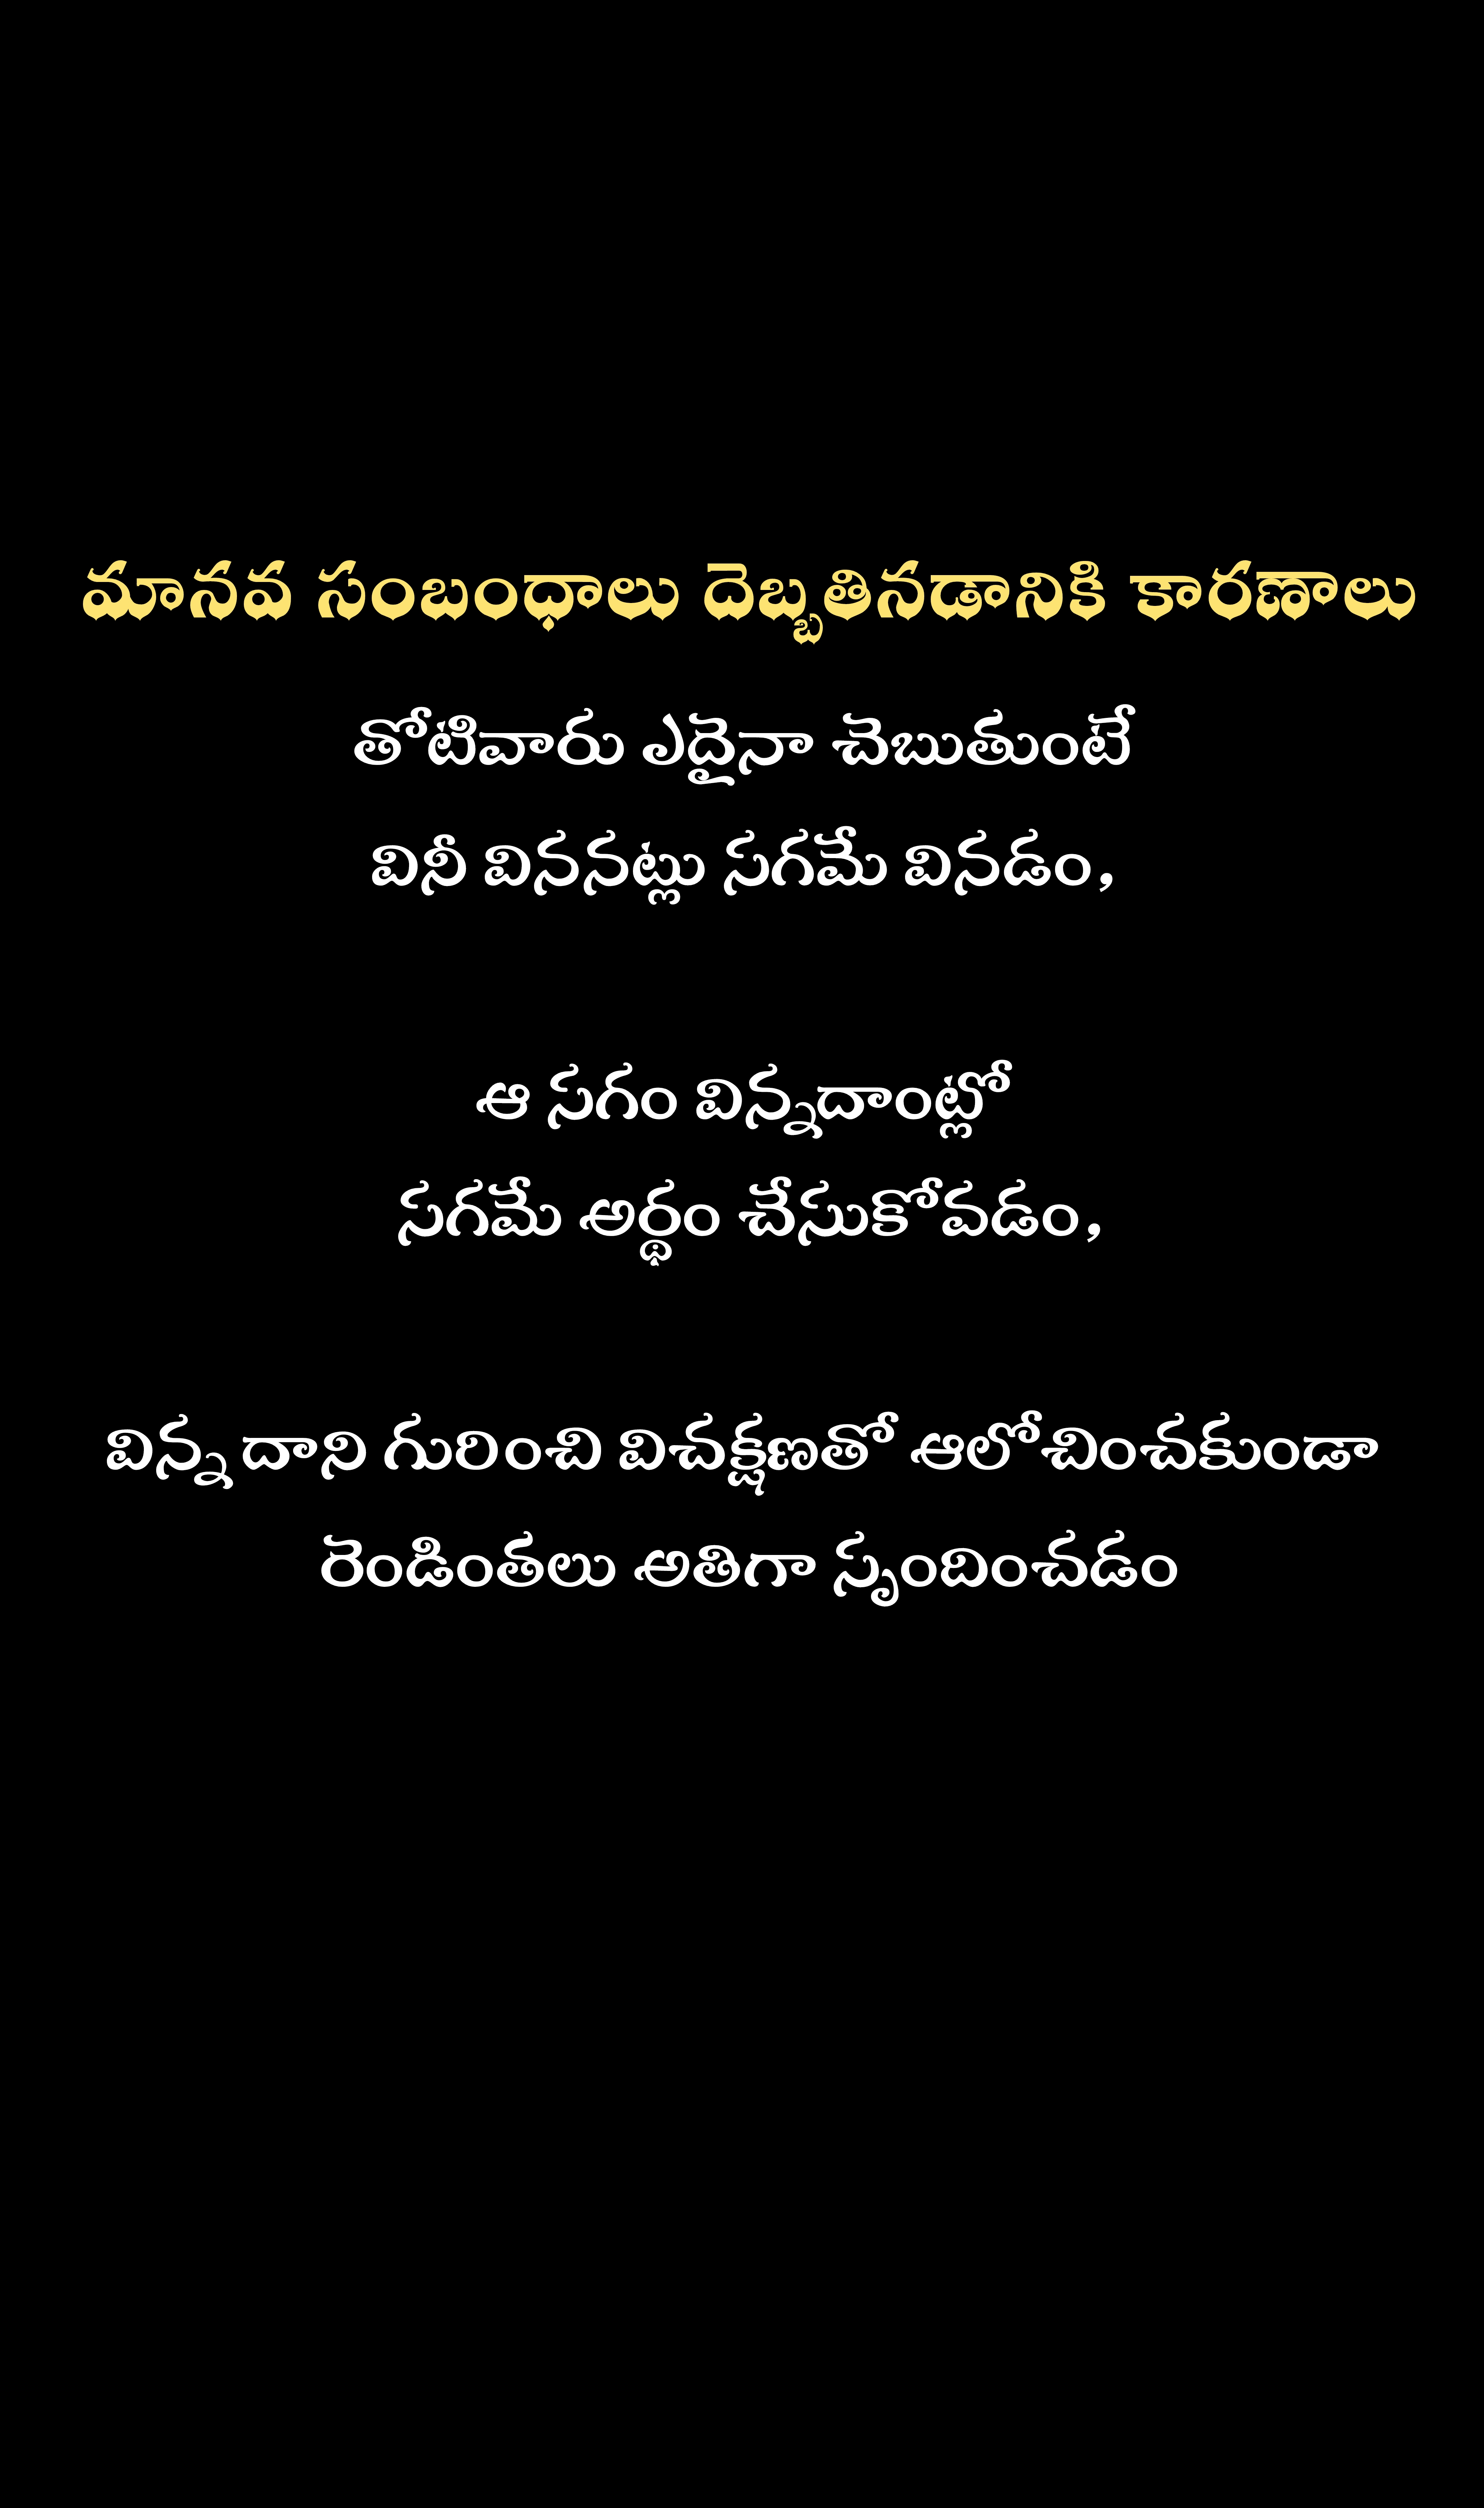 మానవ సంబంధాలు దెబ్బతినడానికి కారణాలు
తోటివారు ఎదైనా చెబుతుంటే
వినీ విననట్లు సగమే వినడం,
ఆ సగం విన్నదాంట్లో
సగమే అర్థం చేసుకోవడం,
విన్న దాని గురించి విచక్షణతో ఆలోచించకుండా
రెండింతలు అతిగా స్పందించడం